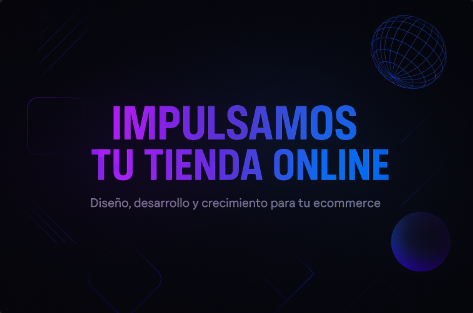 IMPULSAMOS
TU TIENDA ONLINE
Diseño, desarrollo y crecimiento para tu ecommerce